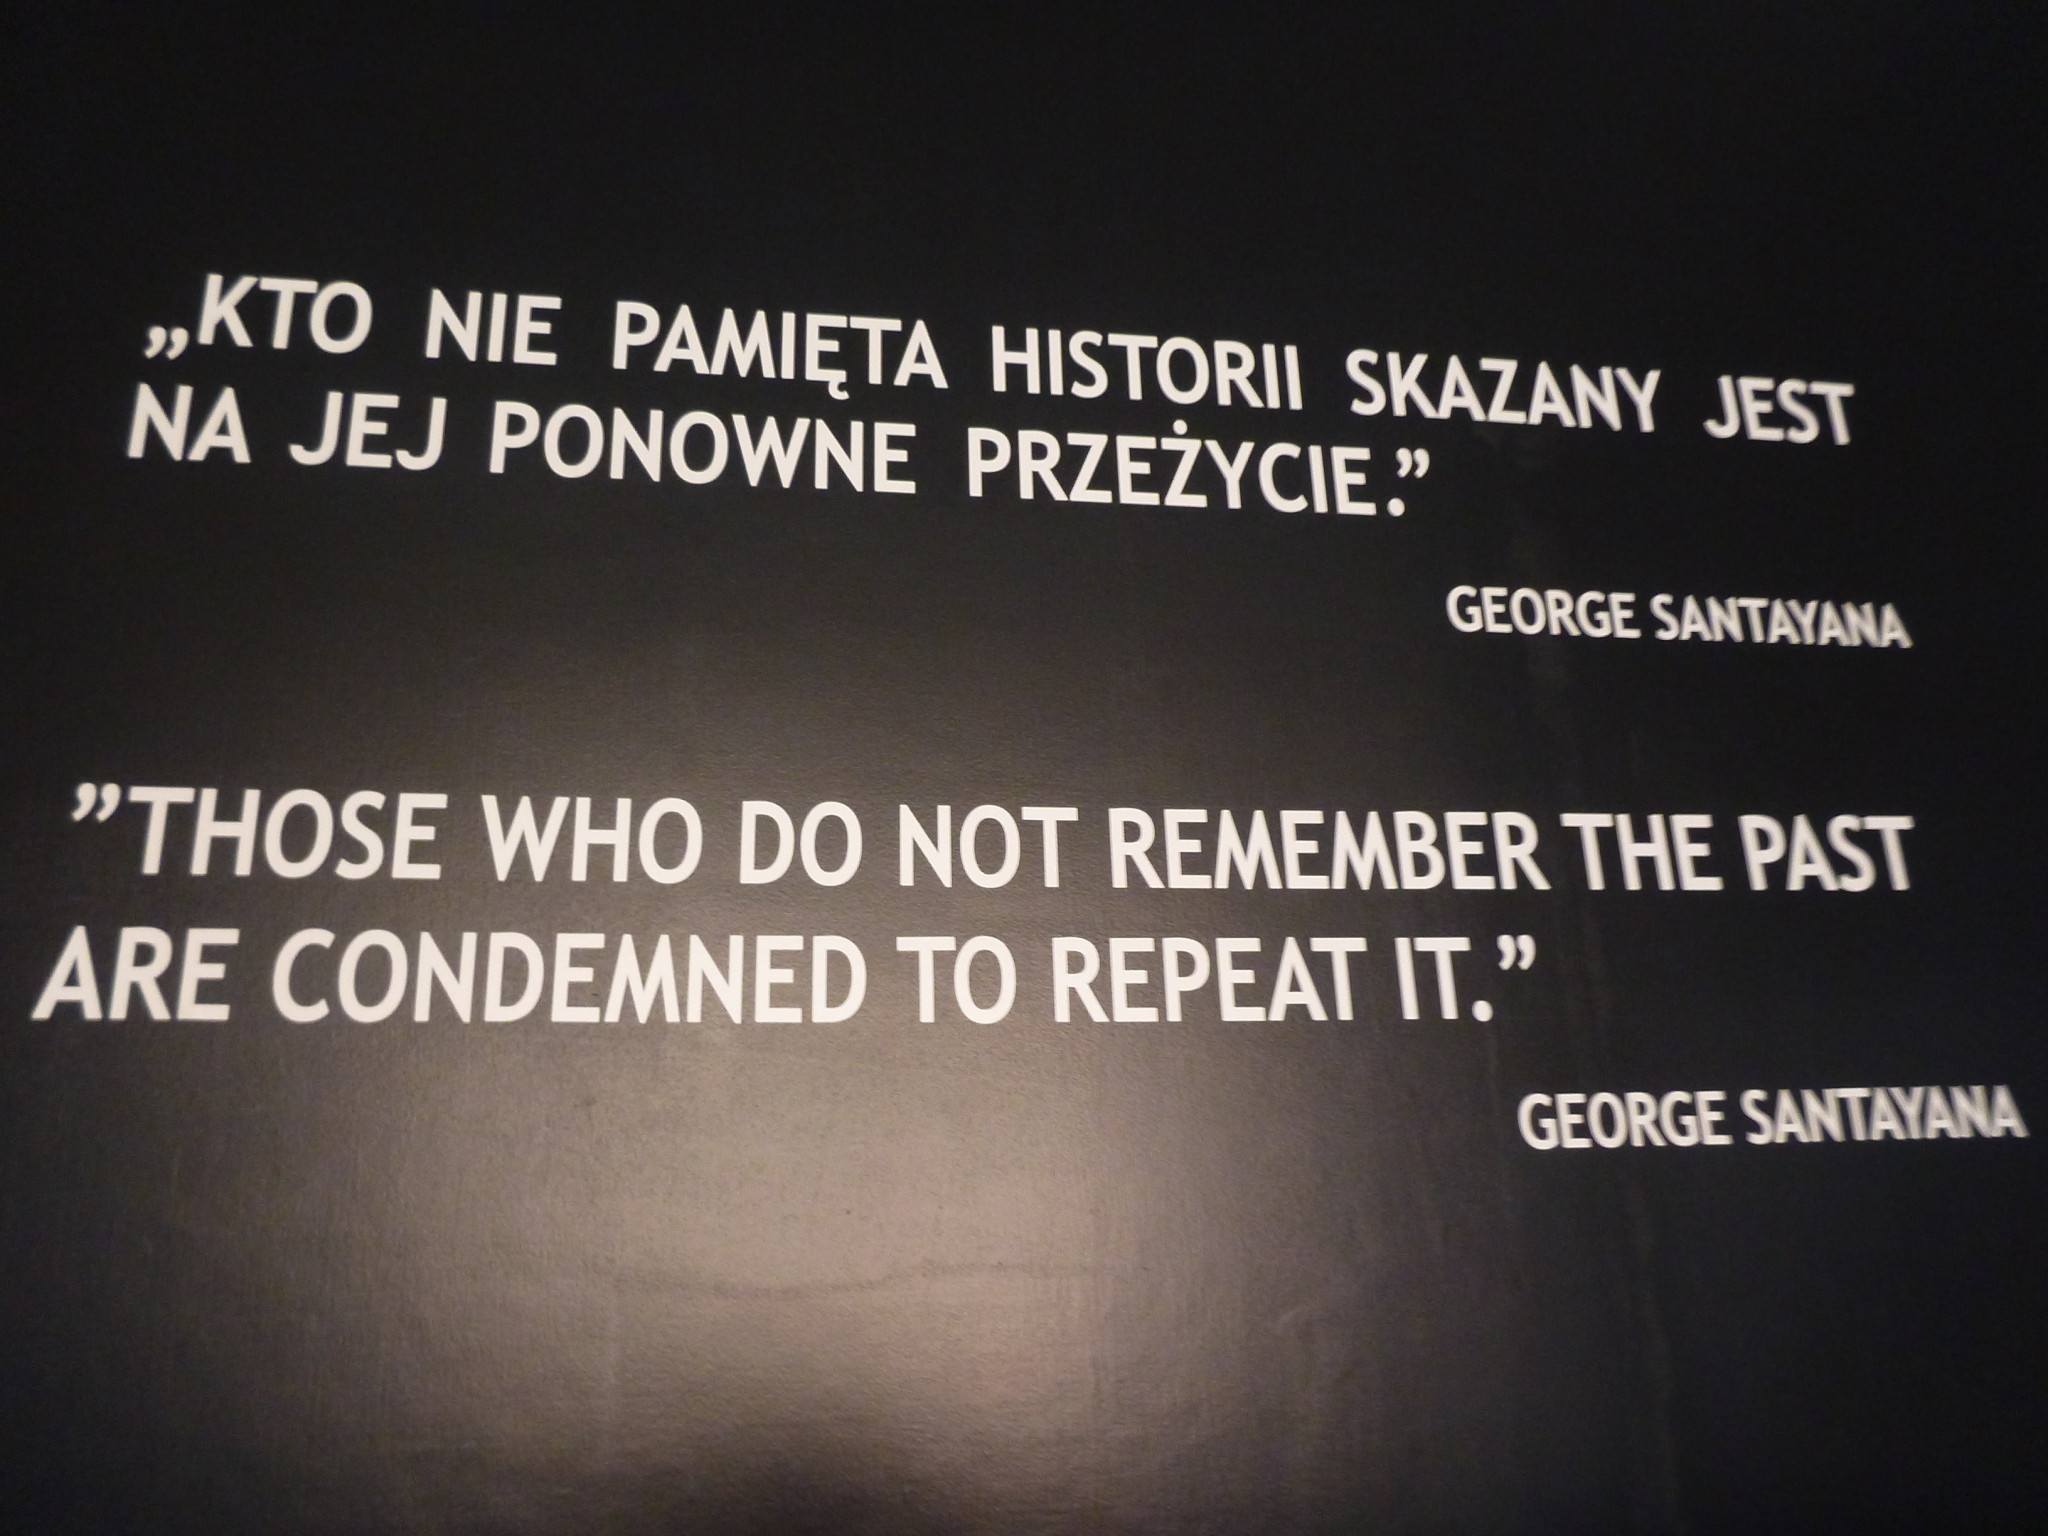 „KTO NIE PAMIĘTA HISTORII SKAZANY JEST
NA JEJ PONOWNE PRZEŻYCIE.”
GEORGE SANTAYANA
”THOSE WHO DO NOT REMEMBER THE PAST
ARE CONDEMNED TO REPEAT IT.”
GEORGE SANTAYANA